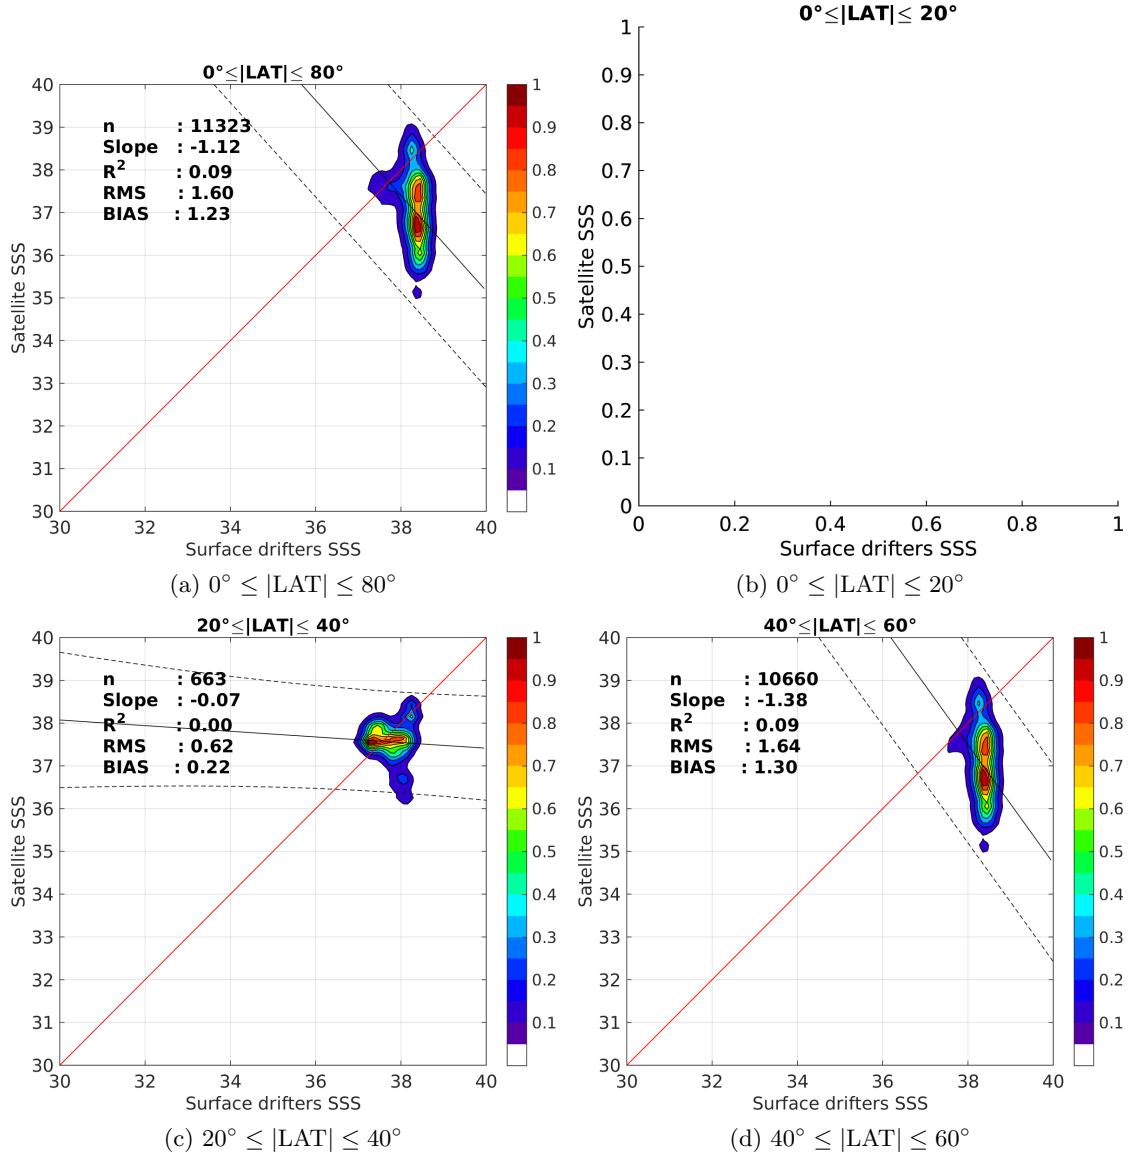 0°≤|LAT|≤ 80°
n : 11323
Slope : -1.12
R² : 0.09
RMS : 1.60
BIAS : 1.23
40
39
38
37
36
35
34
33
32
31
30
30 32 34 36 38 40
Satellite SSS
Surface drifters SSS
1
0.9
0.8
0.7
0.6
0.5
0.4
0.3
0.2
0.1
(a) 0° ≤ |LAT| ≤ 80°
0°≤|LAT|≤ 20°
1
0.9
0.8
0.7
0.6
0.5
0.4
0.3
0.2
0.1
0
0 0.2 0.4 0.6 0.8 1
Satellite SSS
Surface drifters SSS
(b) 0° ≤ |LAT| ≤ 20°
20°≤|LAT|≤ 40°
n : 663
Slope : -0.07
R² : 0.00
RMS : 0.62
BIAS : 0.22
40
39
38
37
36
35
34
33
32
31
30
30 32 34 36 38 40
Satellite SSS
Surface drifters SSS
1
0.9
0.8
0.7
0.6
0.5
0.4
0.3
0.2
0.1
(c) 20° ≤ |LAT| ≤ 40°
40°≤|LAT|≤ 60°
n : 10660
Slope : -1.38
R² : 0.09
RMS : 1.64
BIAS : 1.30
40
39
38
37
36
35
34
33
32
31
30
30 32 34 36 38 40
Satellite SSS
Surface drifters SSS
1
0.9
0.8
0.7
0.6
0.5
0.4
0.3
0.2
0.1
(d) 40° ≤ |LAT| ≤ 60°